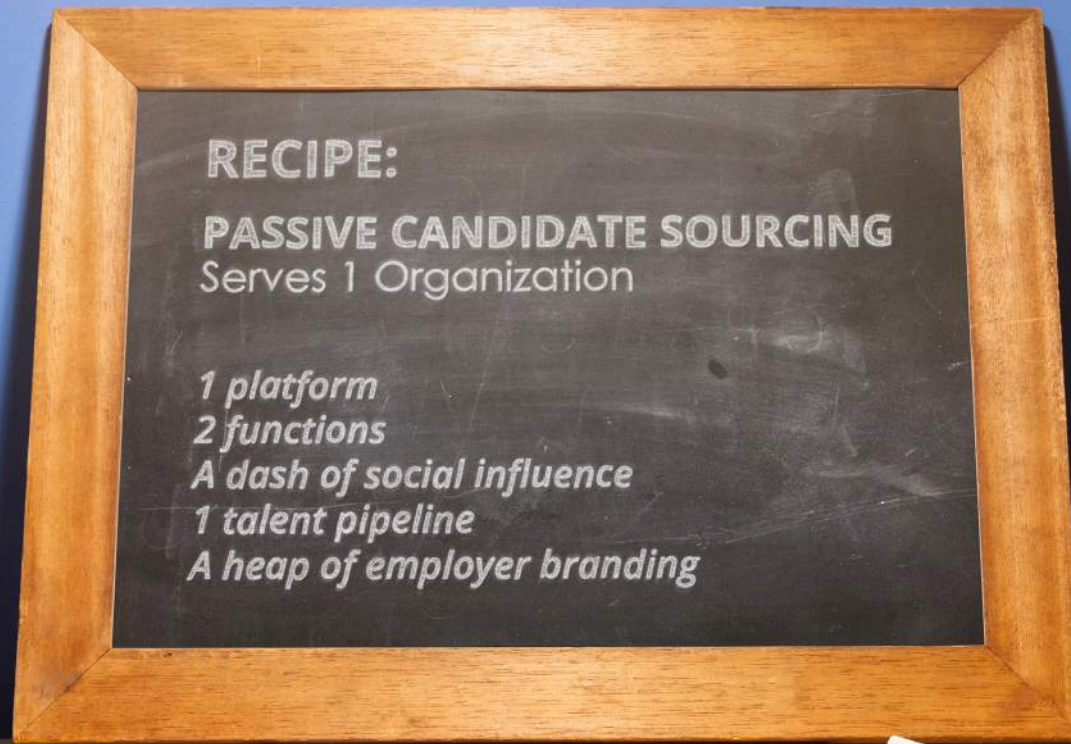 RECIPE:
PASSIVE CANDIDATE SOURCING
Serves 1 Organization
1 platform
2 functions
A dash of social influence
1 talent pipeline
A heap of employer branding